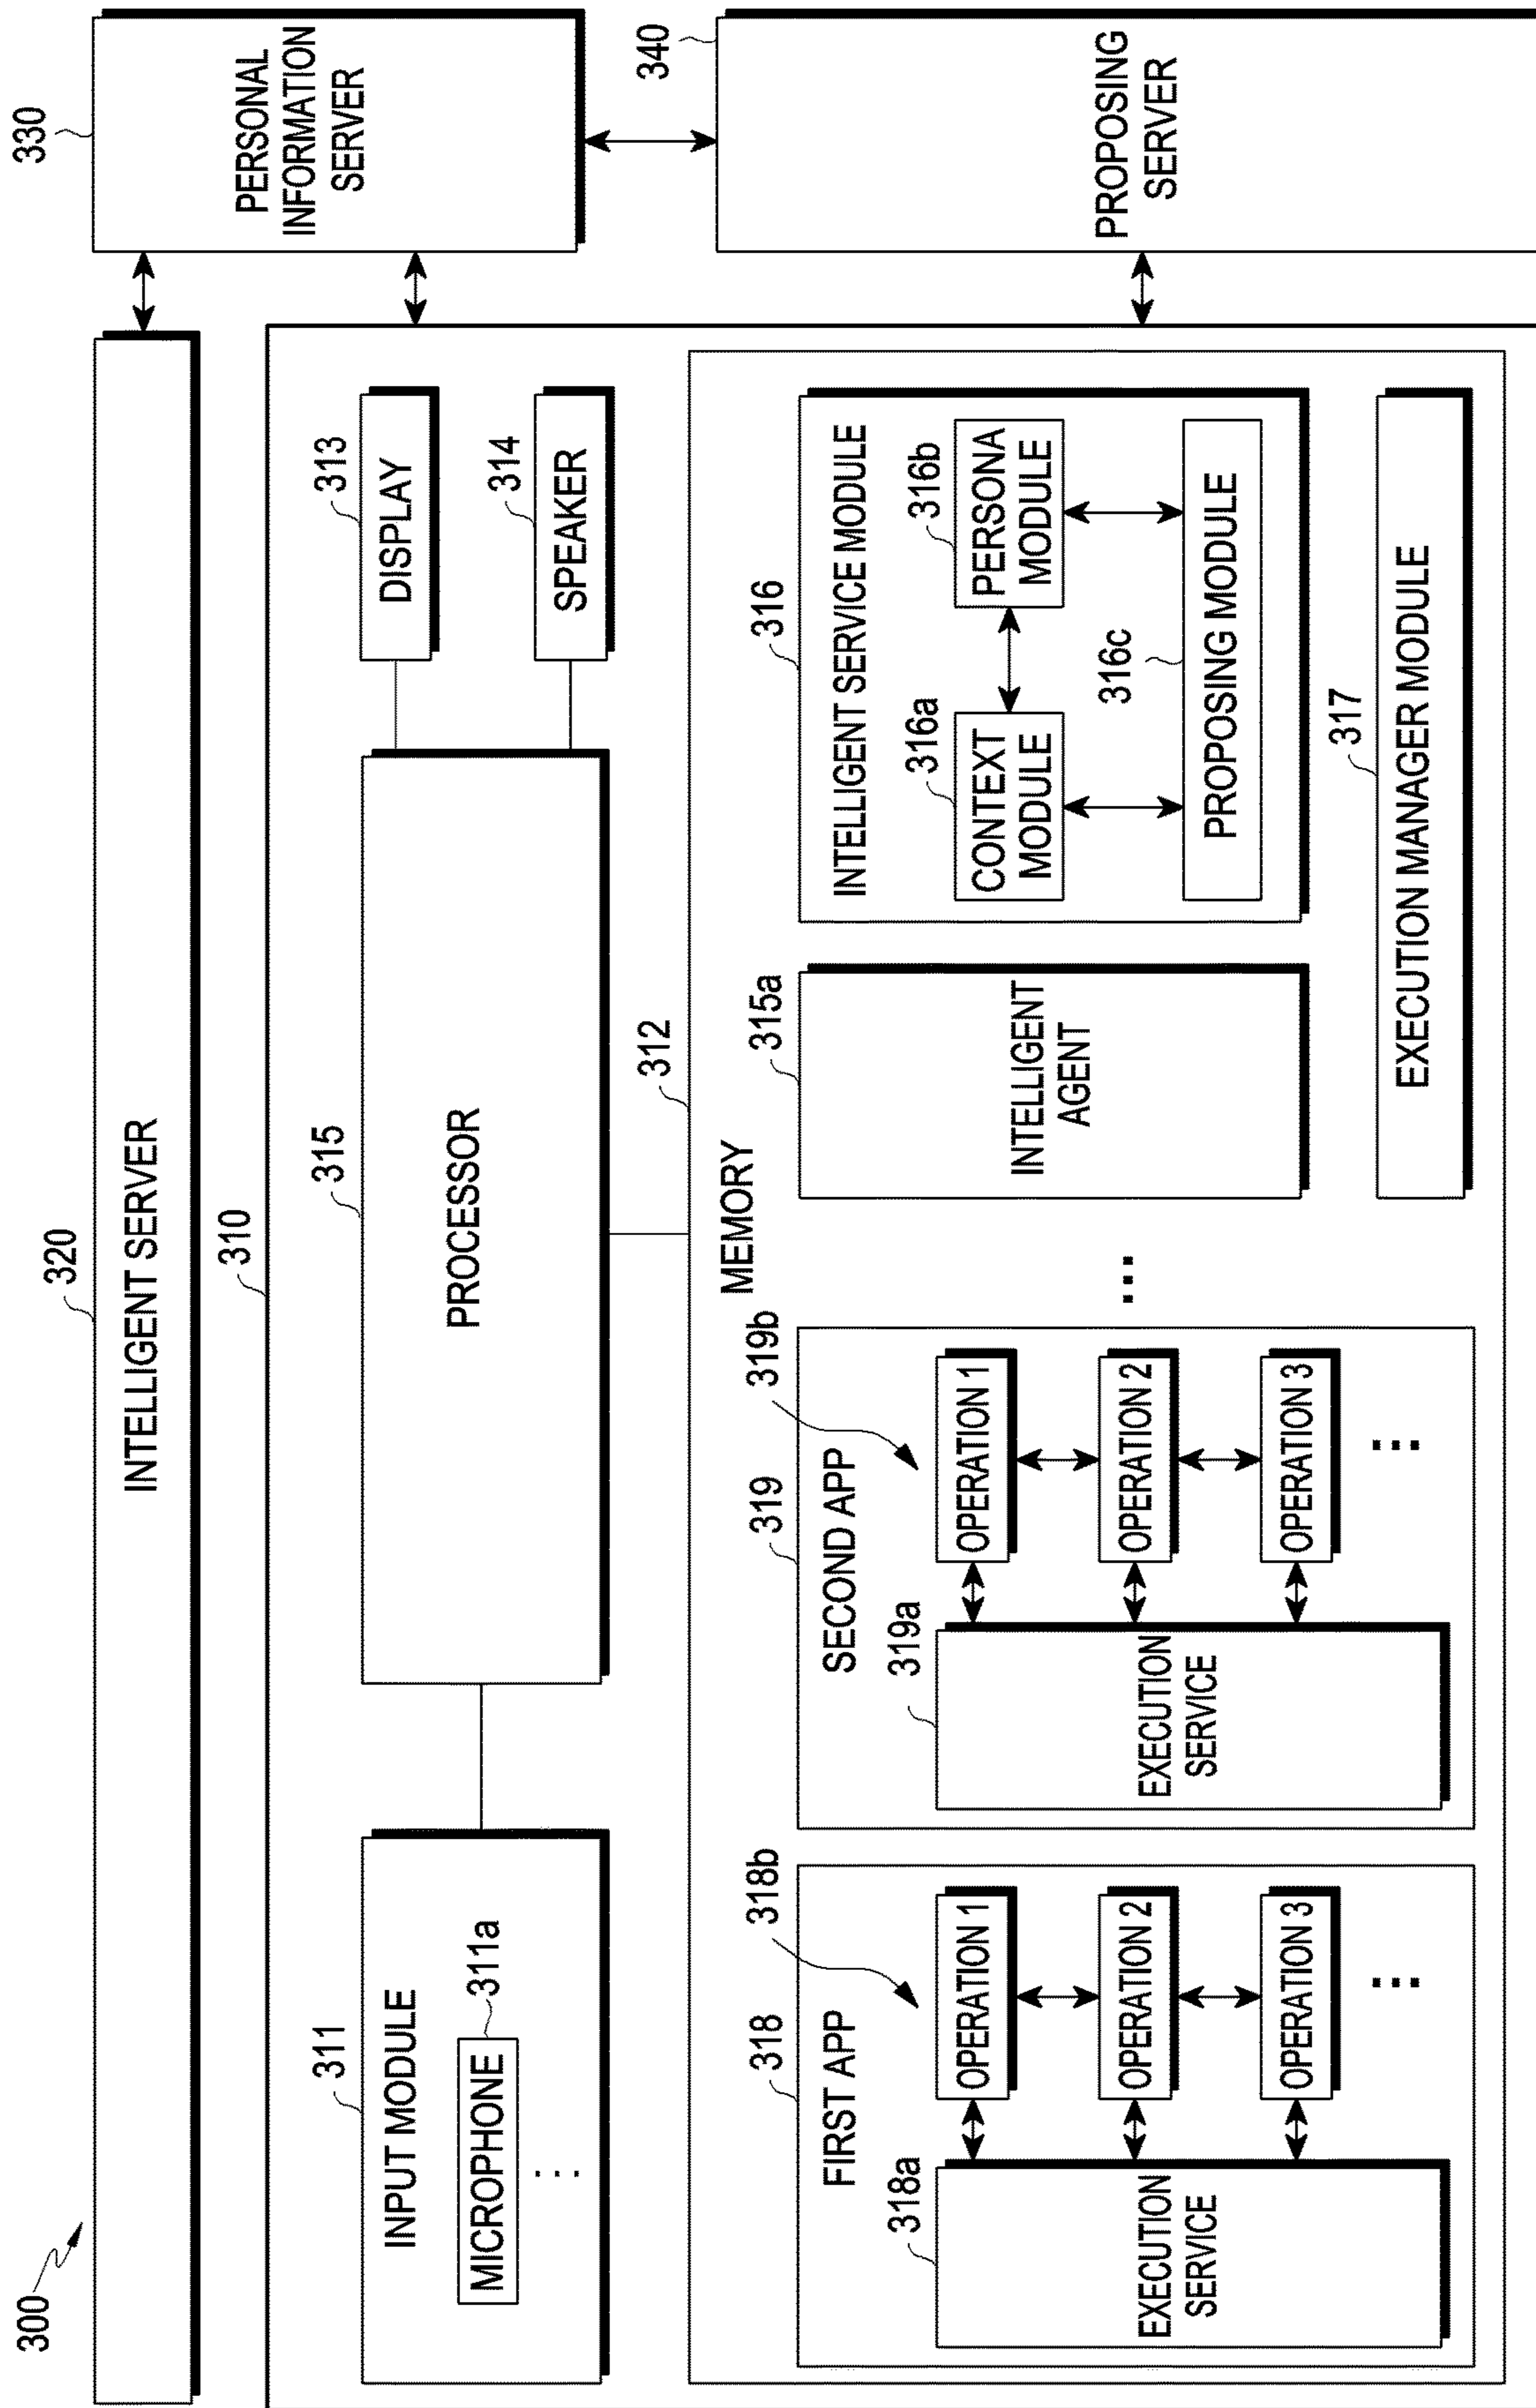 300
320
INTELLIGENT SERVER
330
PERSONAL
INFORMATION
SERVER
310
311
INPUT MODULE
MICROPHONE
311a
⋮
315
PROCESSOR
313
DISPLAY
314
SPEAKER
340
PROPOSING
SERVER
312
MEMORY
318
FIRST APP
318b
318a
EXECUTION
SERVICE
OPERATION 1
OPERATION 2
OPERATION 3
⋮
319
SECOND APP
319b
319a
EXECUTION
SERVICE
OPERATION 1
OPERATION 2
OPERATION 3
⋮
...
315a
INTELLIGENT
AGENT
316
INTELLIGENT SERVICE MODULE
316a
CONTEXT
MODULE
316b
PERSONA
MODULE
316c
PROPOSING MODULE
317
EXECUTION MANAGER MODULE